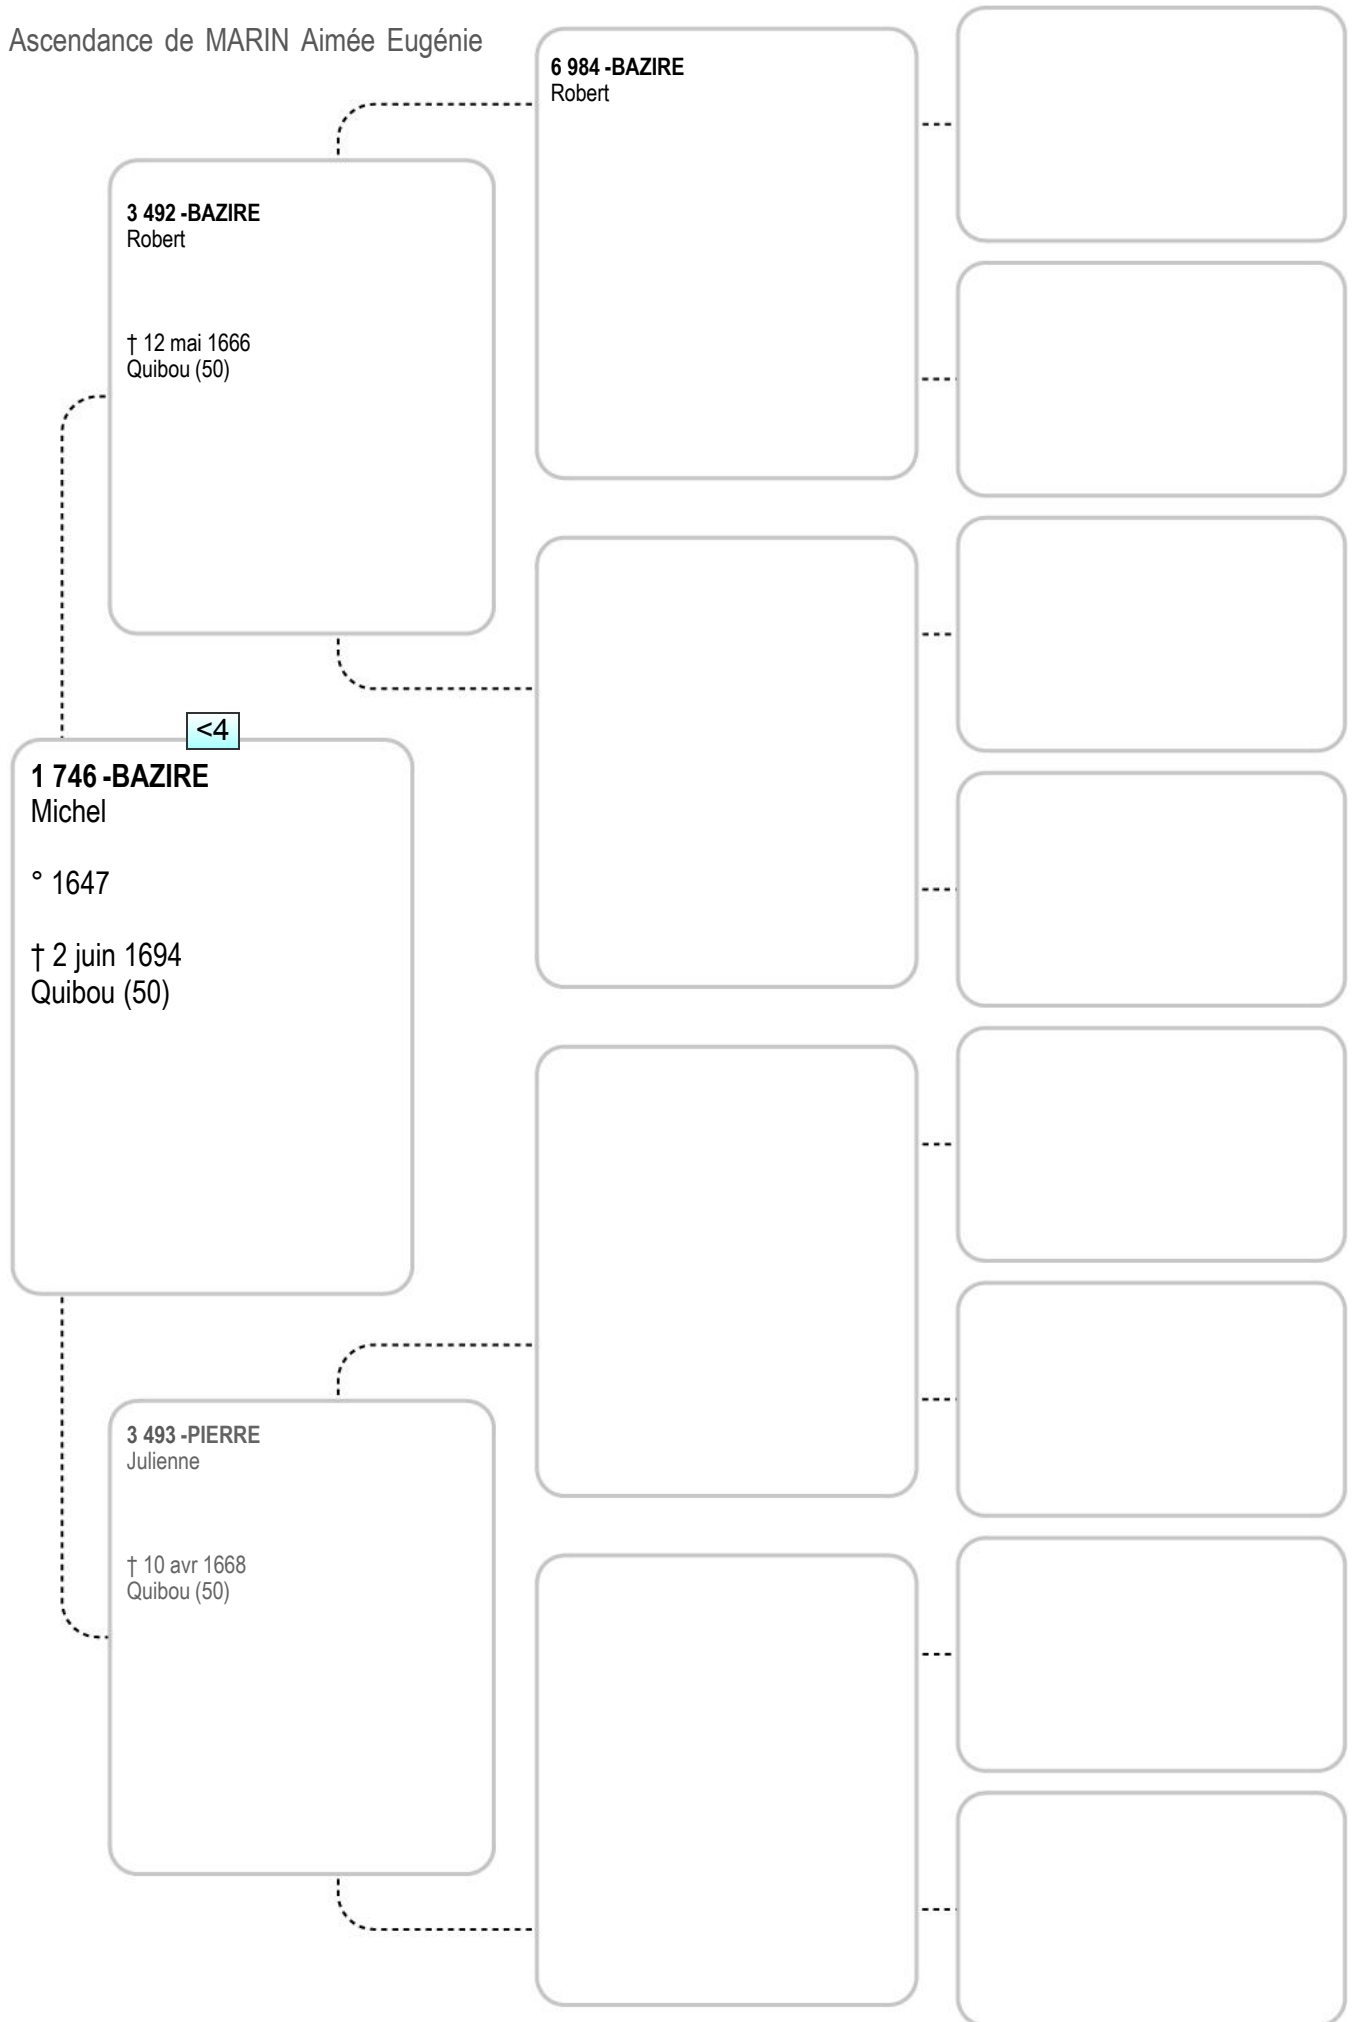 Ascendance de MARIN Aimée Eugénie
6 984 -BAZIRE
Robert
3 492 -BAZIRE
Robert
† 12 mai 1666
Quibou (50)
<4
1 746 -BAZIRE
Michel
° 1647
† 2 juin 1694
Quibou (50)
3 493 -PIERRE
Julienne
† 10 avr 1668
Quibou (50)